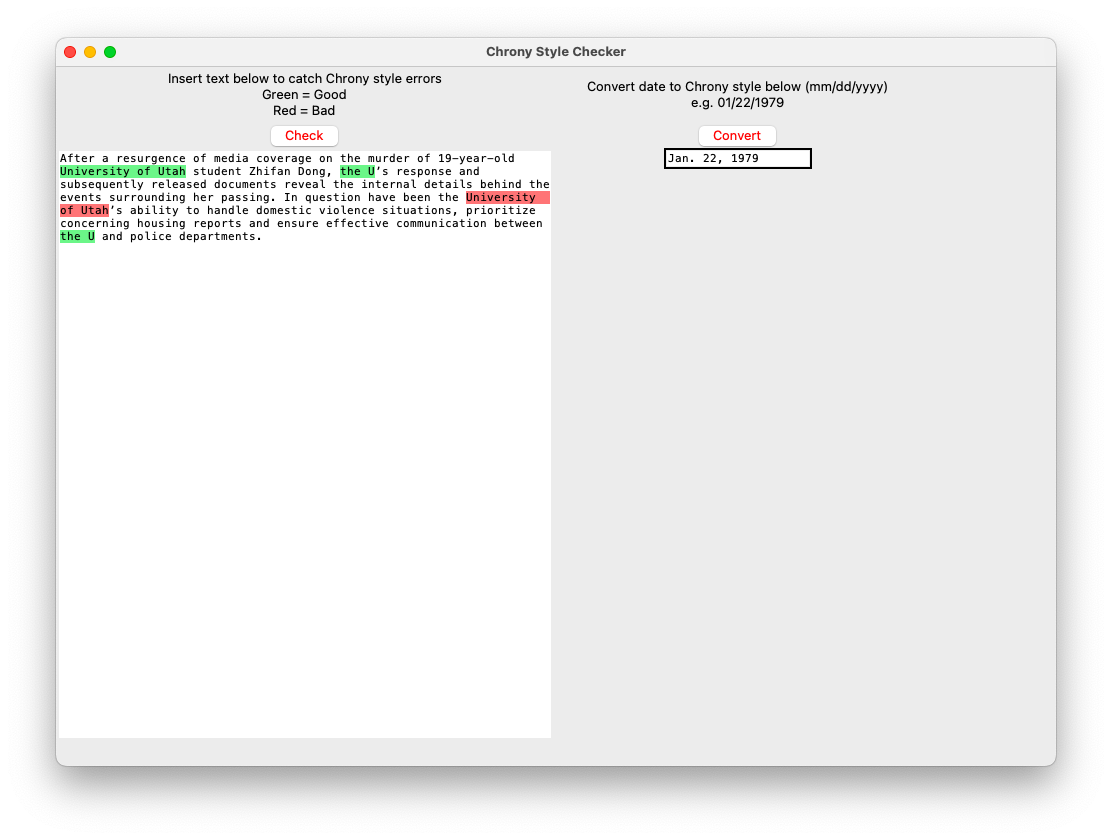 Chrony Style Checker
Insert text below to catch Chrony style errors
Green = Good
Red = Bad
Check
After a resurgence of media coverage on the murder of 19-year-old
University of Utah student Zhifan Dong, the U’s response and
subsequently released documents reveal the internal details behind the
events surrounding her passing. In question have been the University
of Utah’s ability to handle domestic violence situations, prioritize
concerning housing reports and ensure effective communication between
the U and police departments.
Convert date to Chrony style below (mm/dd/yyyy)
e.g. 01/22/1979
Convert
Jan. 22, 1979